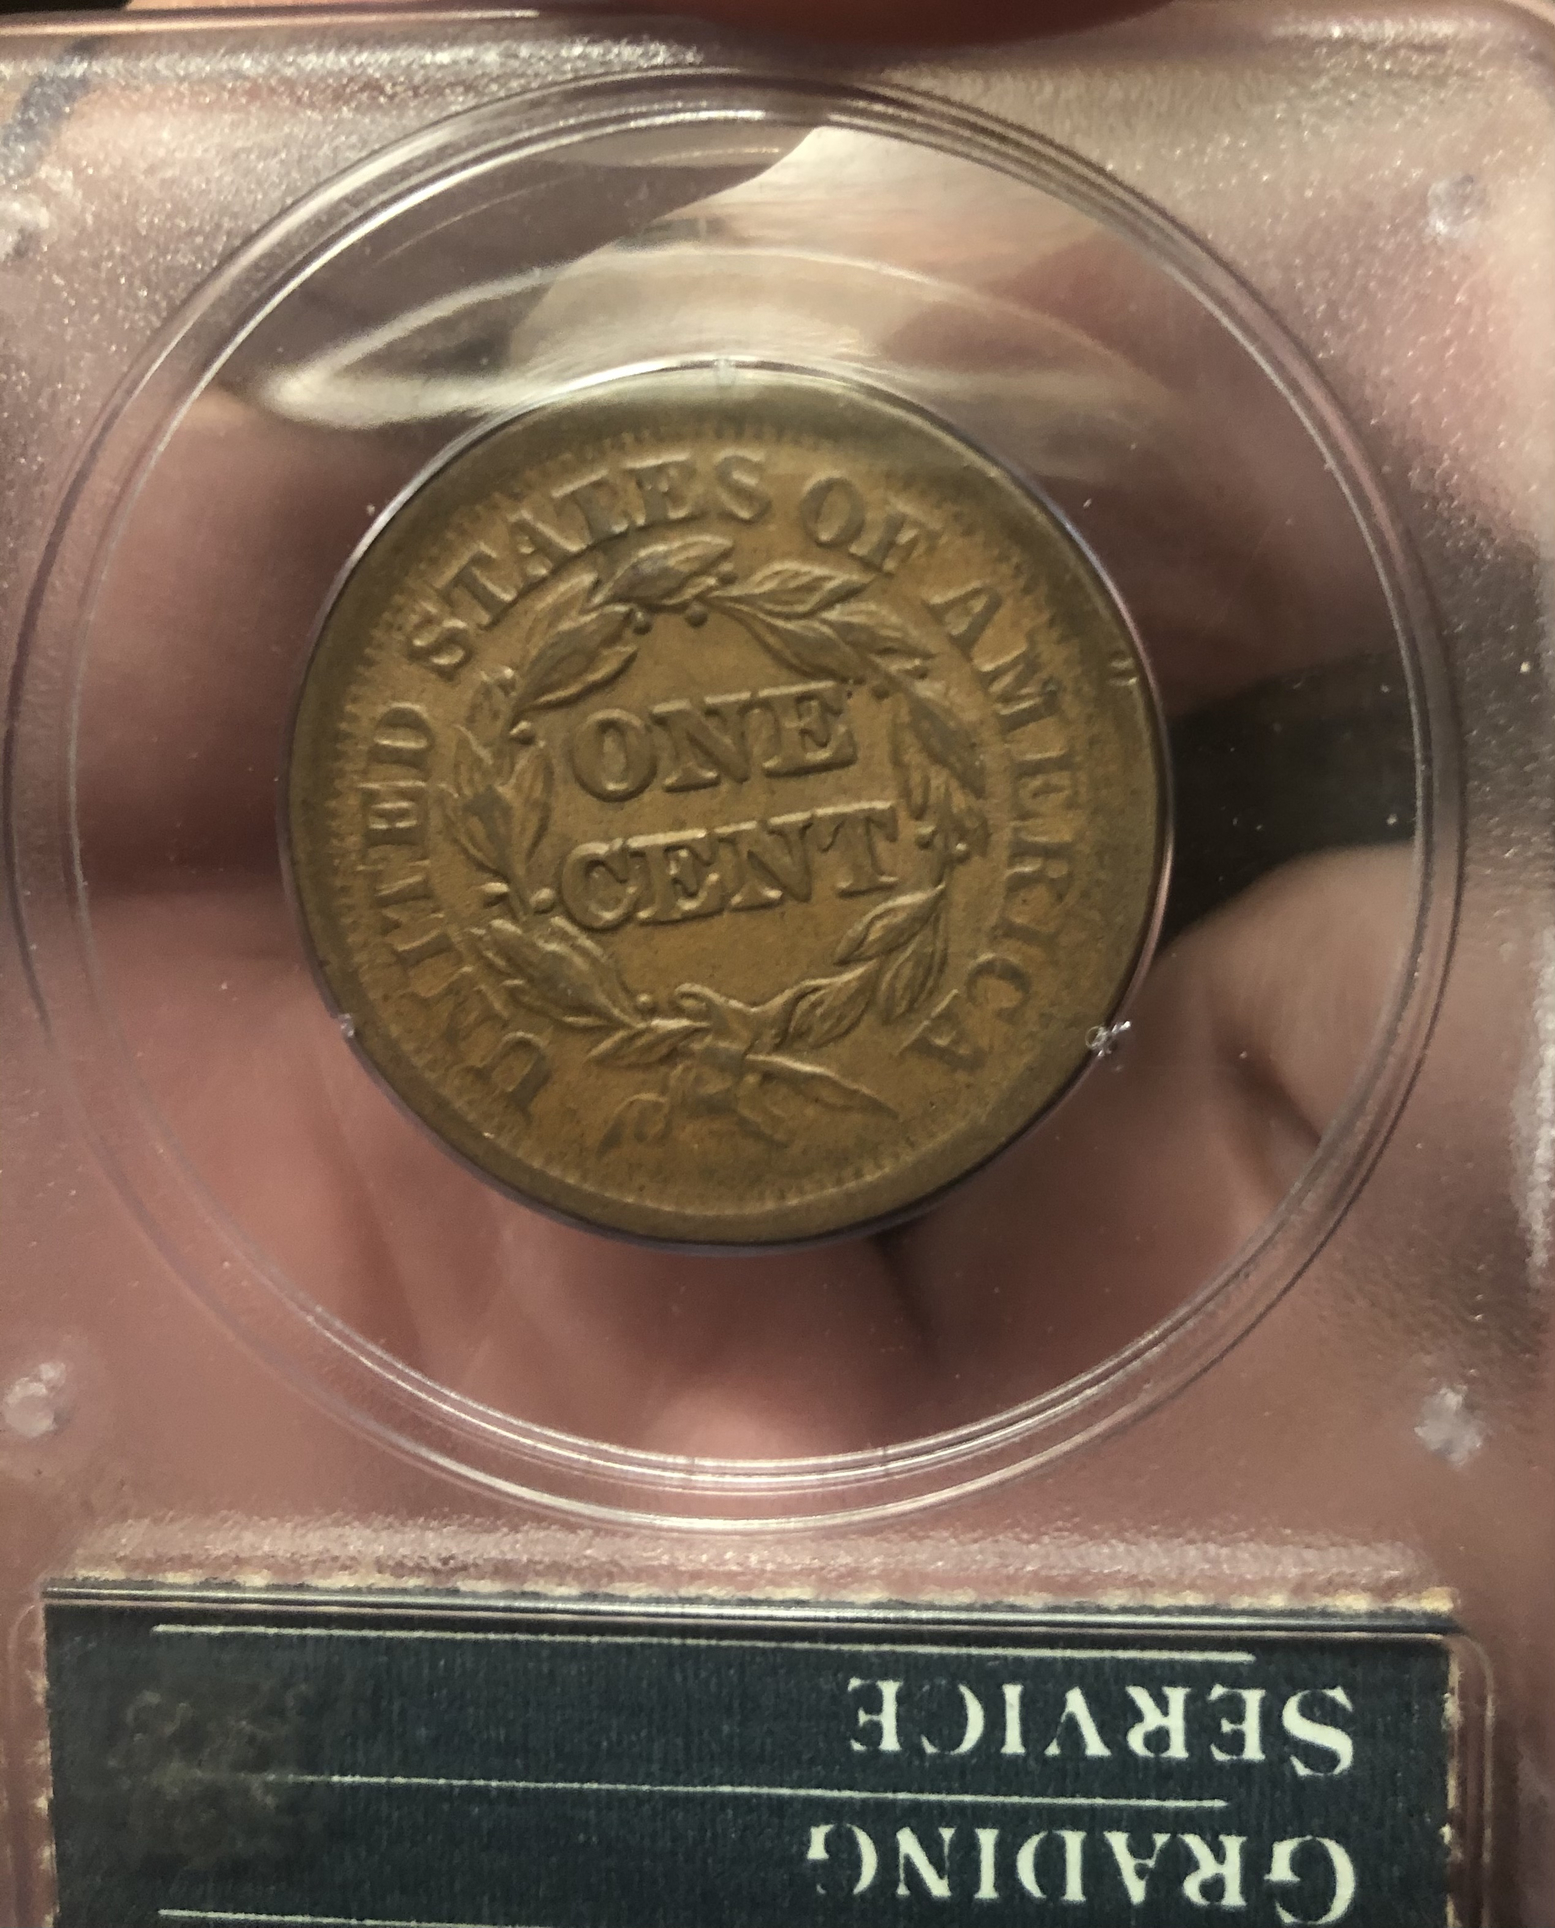 UNITED STATES OF AMERICA
ONE
CENT
GRADING
SERVICE